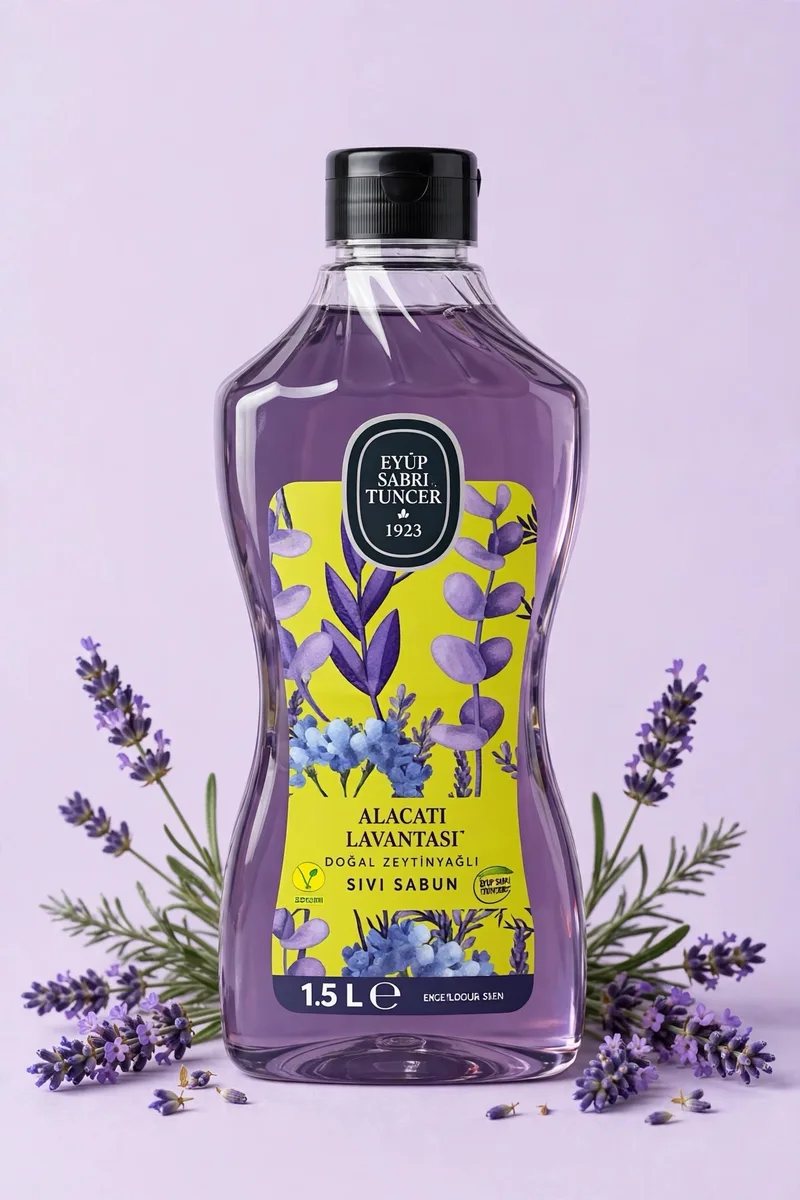 EYÜP
SABRİ
TUNCER
1923
ALACATI
LAVANTASI
DOĞAL ZEYTİNYAĞLI
SIVI SABUN
1.5 L e